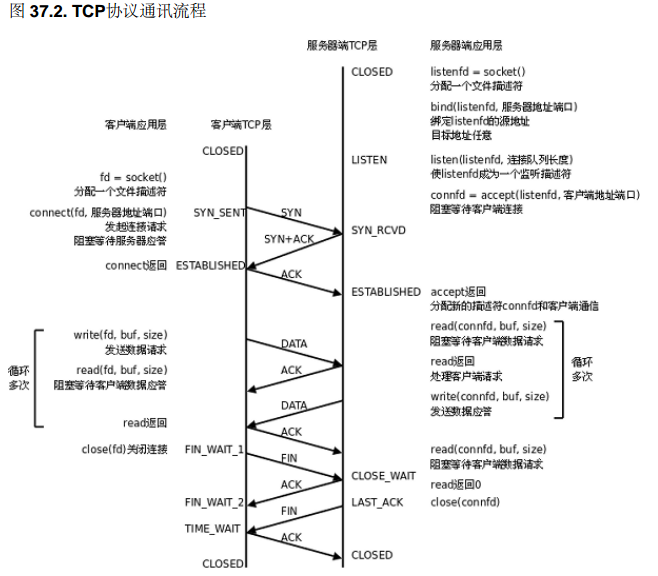 图 37.2. TCP协议通讯流程
服务器端TCP层
服务器端应用层
CLOSED
listenfd = socket()
分配一个文件描述符
bind(listenfd, 服务器地址端口)
绑定listenfd的源地址
目标地址任意
客户端应用层
客户端TCP层
CLOSED
LISTEN
listen(listenfd, 连接队列长度)
使listenfd成为一个监听描述符
fd = socket()
分配一个文件描述符
connfd = accept(listenfd, 客户端地址端口)
阻塞等待客户端连接
connect(fd, 服务器地址端口)
发起连接请求
阻塞等待服务器应答
SYN_SENT
SYN
SYN_RCVD
SYN+ACK
connect返回
ESTABLISHED
ACK
ESTABLISHED
accept返回
分配新的描述符connfd和客户端通信
read(connfd, buf, size)
阻塞等待客户端数据请求
write(fd, buf, size)
发送数据请求
DATA
read返回
处理客户端请求
循环
多次
read(fd, buf, size)
阻塞等待客户端数据应答
ACK
循环
多次
write(connfd, buf, size)
发送数据应答
DATA
read返回
ACK
close(fd)关闭连接
FIN_WAIT_1
FIN
read(connfd, buf, size)
阻塞等待客户端数据请求
CLOSE_WAIT
read返回0
ACK
FIN_WAIT_2
LAST_ACK
close(connfd)
FIN
TIME_WAIT
ACK
CLOSED
CLOSED